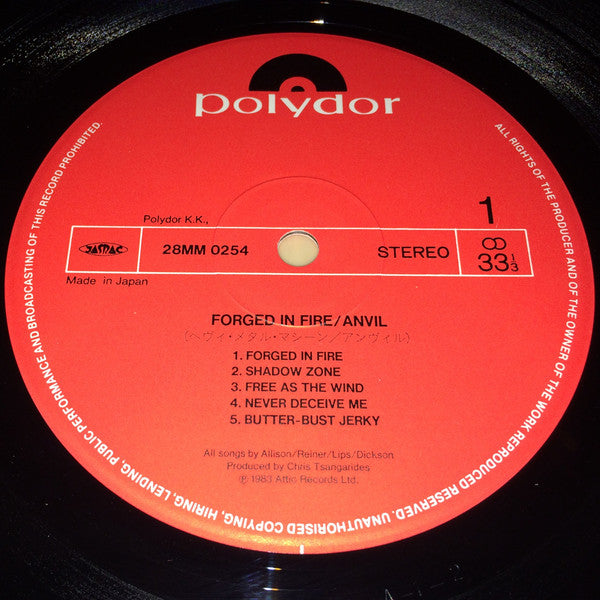 polydor
ALL RIGHTS OF THE PRODUCER AND OF THE OWNER OF THE WORK REPRODUCED RESERVED. UNAUTHORISED COPYING, HIRING, LENDING, PUBLIC PERFORMANCE AND BROADCASTING OF THIS RECORD PROHIBITED.
1
Polydor K.K.,
JASRAC
28MM 0254
STEREO
33 1/3
Made in Japan
FORGED IN FIRE/ANVIL
(ヘヴィ・メタル・マシーン/アンヴィル)
1. FORGED IN FIRE
2. SHADOW ZONE
3. FREE AS THE WIND
4. NEVER DECEIVE ME
5. BUTTER-BUST JERKY
All songs by Allison/Reiner/Lips/Dickson
Produced by Chris Tsangarides
℗ 1983 Attic Records Ltd.